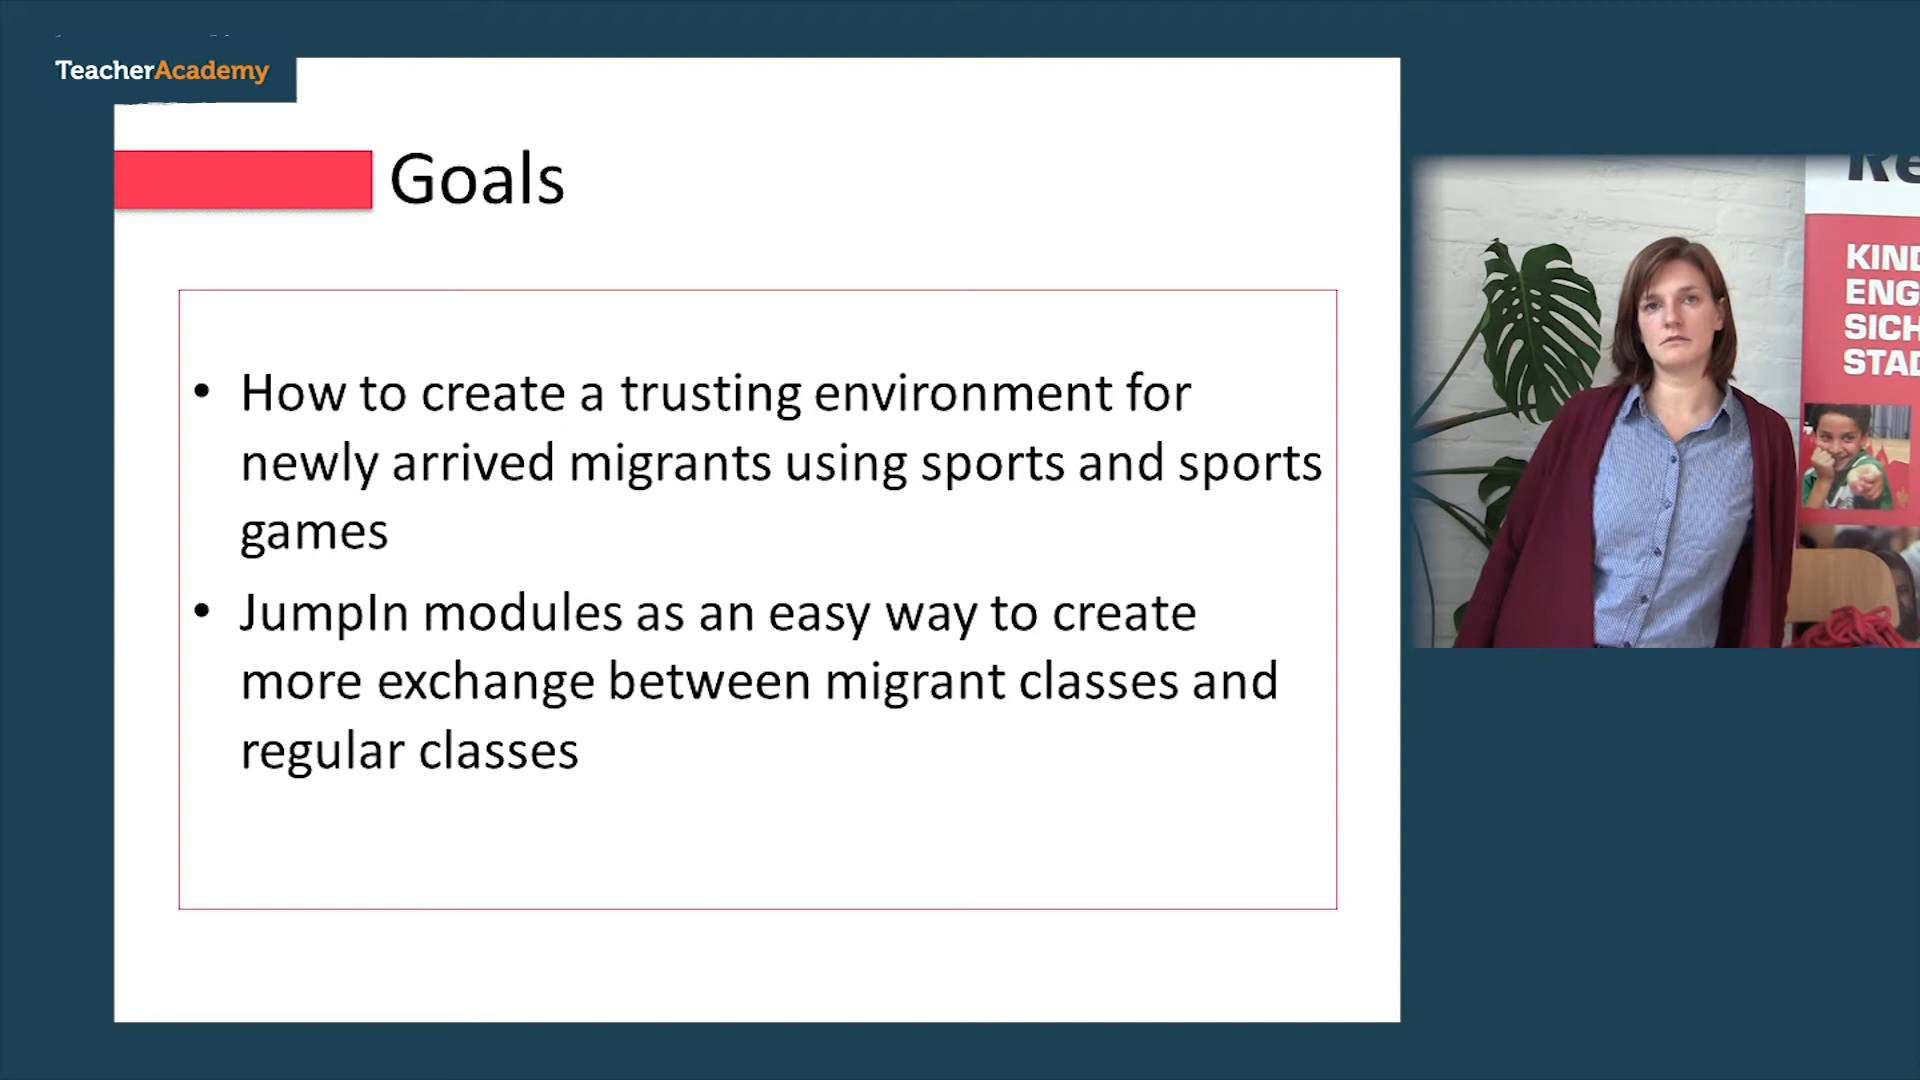 TeacherAcademy
Goals
• How to create a trusting environment for
newly arrived migrants using sports and sports
games
• JumpIn modules as an easy way to create
more exchange between migrant classes and
regular classes
Re
KIND
ENG
SICH
STAD